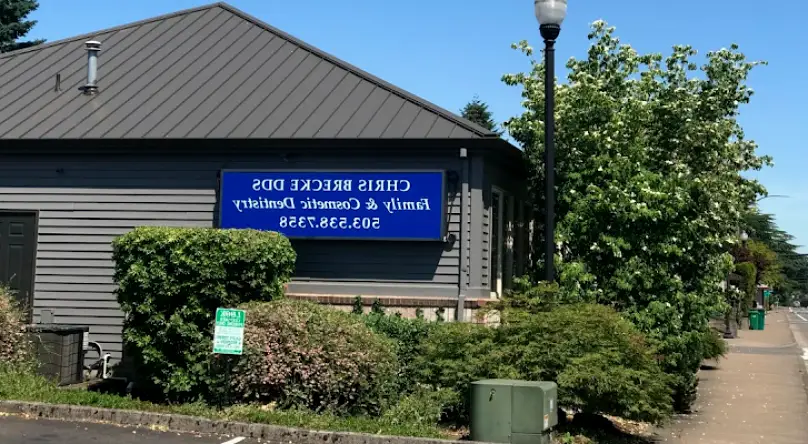 CHRIS BRECKE DDS
Family & Cosmetic Dentistry
503.538.7358